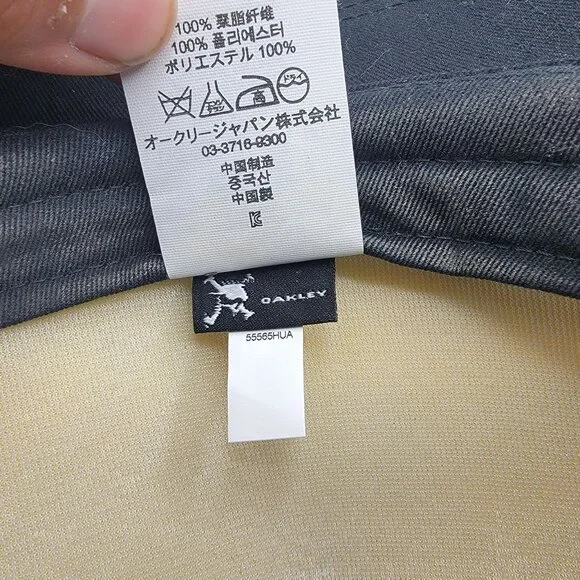 100% 聚脂纤维
100% 폴리에스터
ポリエステル 100%
ドライ
高
オークリージャパン株式会社
03-3716-9300
中国制造
중국산
中国製
OAKLEY
55565HUA